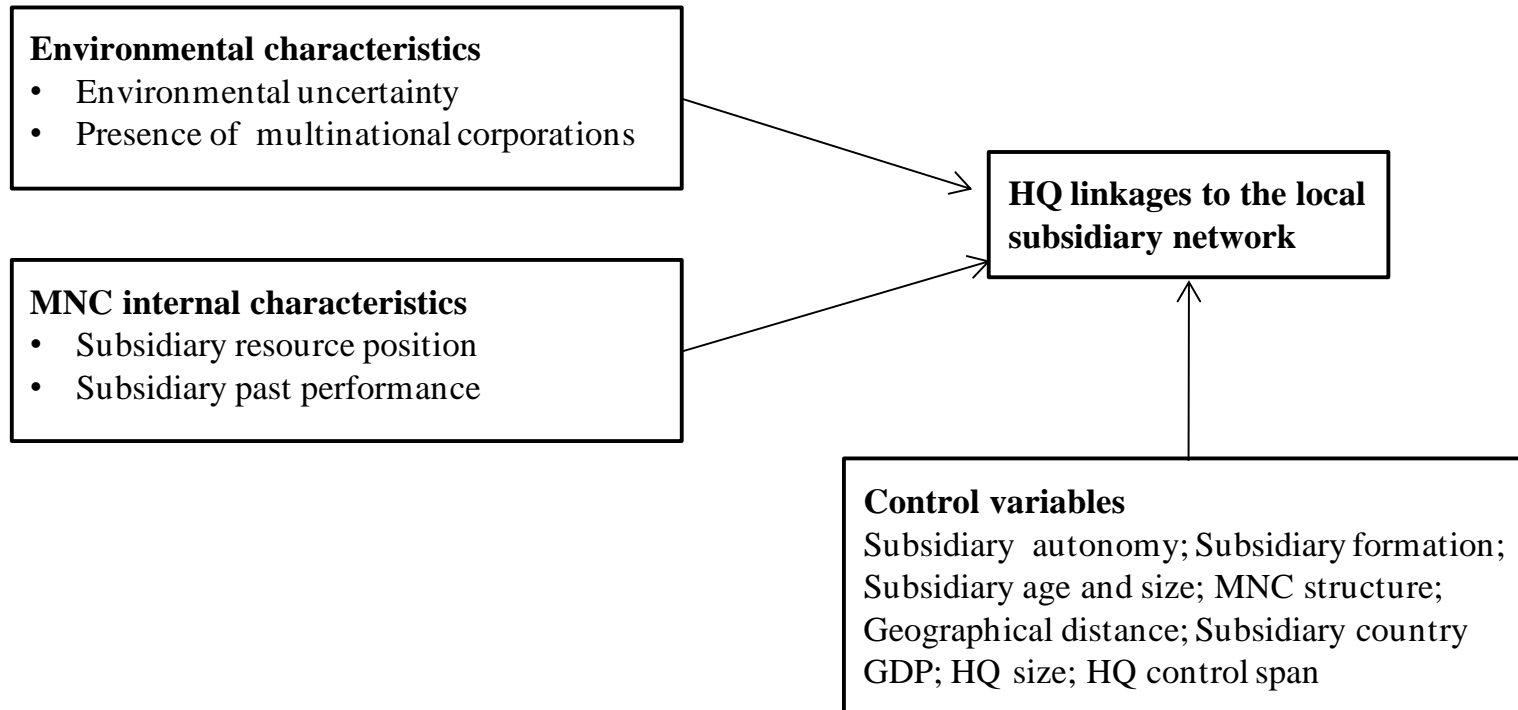 Environmental characteristics
• Environmental uncertainty
• Presence of multinational corporations
HQ linkages to the local
subsidiary network
MNC internal characteristics
• Subsidiary resource position
• Subsidiary past performance
Control variables
Subsidiary autonomy; Subsidiary formation;
Subsidiary age and size; MNC structure;
Geographical distance; Subsidiary country
GDP; HQ size; HQ control span